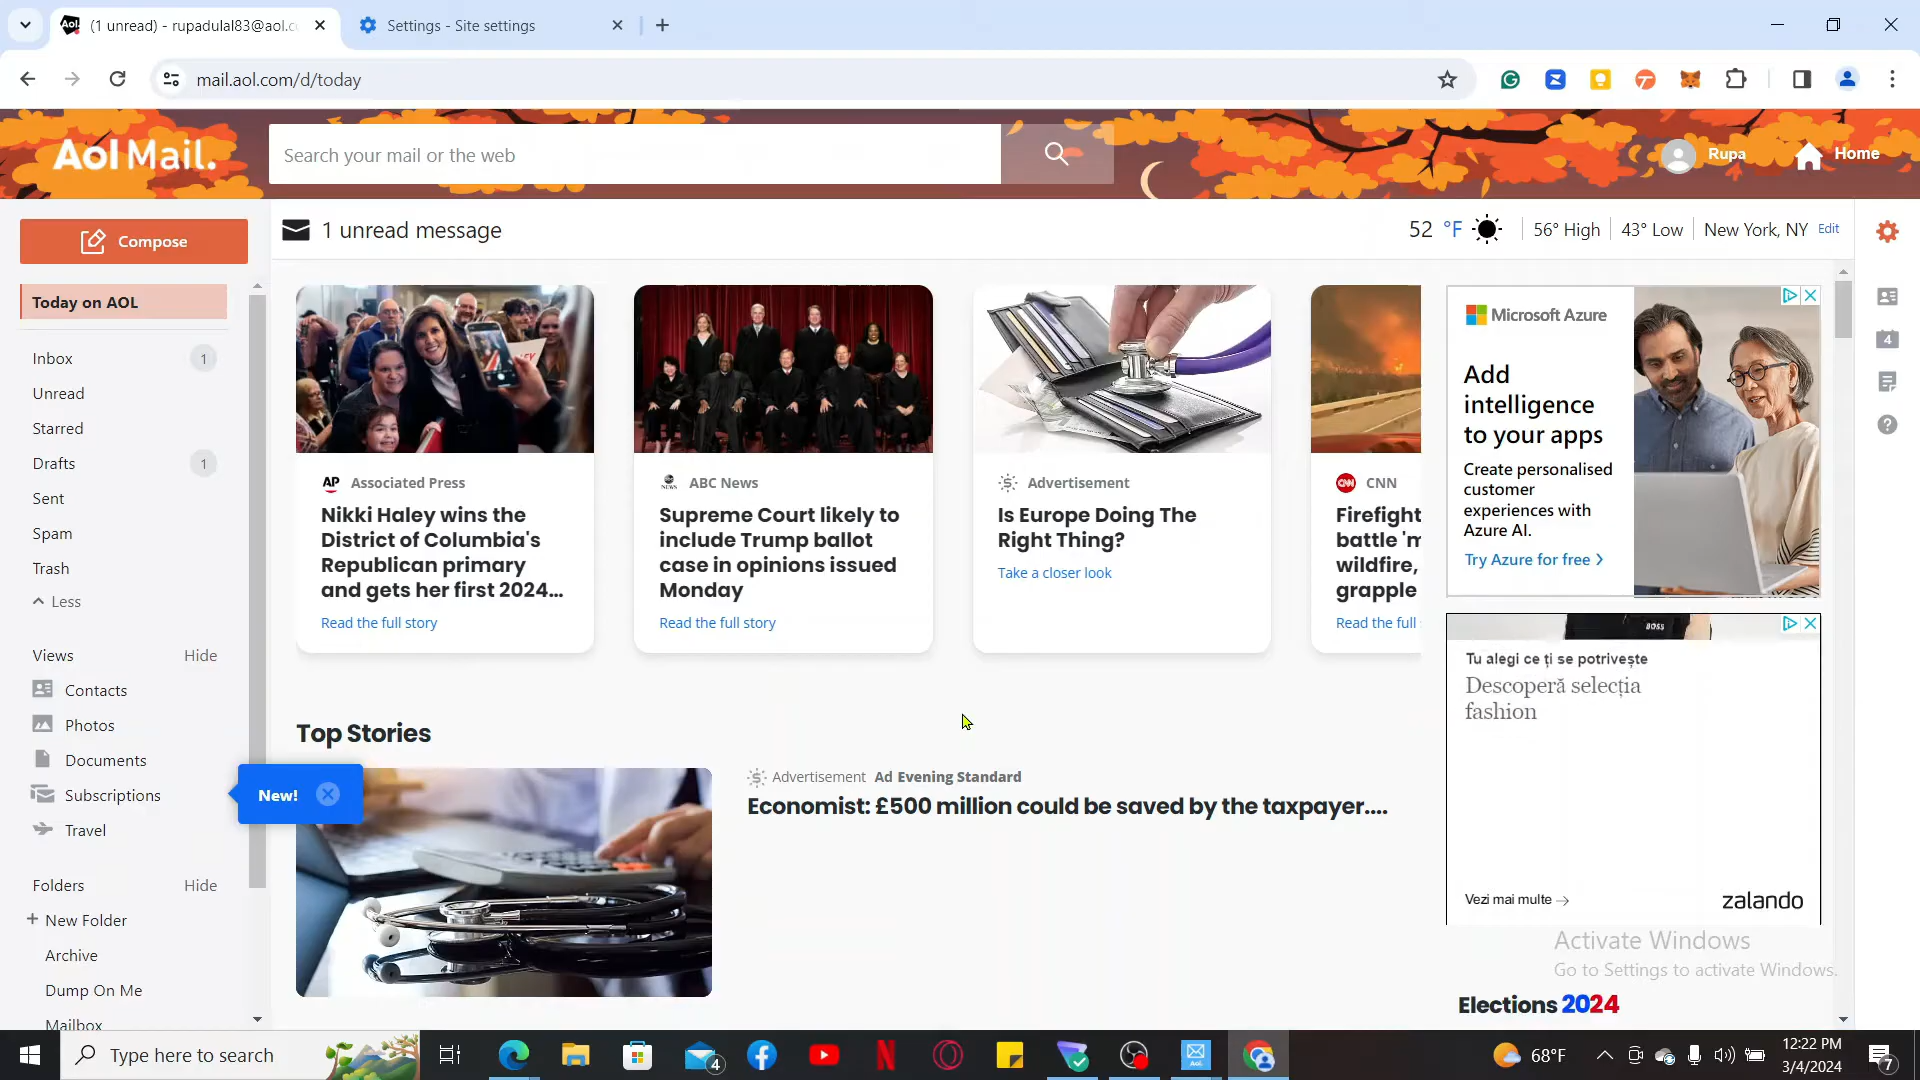 (1 unread) - rupadulal83@aol.c
Settings - Site settings
mail.aol.com/d/today
Aol Mail.
Search your mail or the web
Rupa
Home
Compose
1 unread message
52 °F
56° High
43° Low
New York, NY
Edit
Today on AOL
Inbox 1
Unread
Starred
Drafts 1
Sent
Spam
Trash
Less
Views Hide
Contacts
Photos
Documents
Subscriptions
New!
Travel
Folders Hide
+ New Folder
Archive
Dump On Me
Mailbox
AP Associated Press
Nikki Haley wins the
District of Columbia's
Republican primary
and gets her first 2024...
Read the full story
ABC News
Supreme Court likely to
include Trump ballot
case in opinions issued
Monday
Read the full story
Advertisement
Is Europe Doing The
Right Thing?
Take a closer look
CNN
Firefight
battle 'm
wildfire,
grapple
Read the full
Microsoft Azure
Add
intelligence
to your apps
Create personalised
customer
experiences with
Azure AI.
Try Azure for free >
4
BOSS
Tu alegi ce ți se potrivește
Descoperă selecția
fashion
Vezi mai multe →
zalando
Top Stories
Advertisement Ad Evening Standard
Economist: £500 million could be saved by the taxpayer....
Activate Windows
Go to Settings to activate Windows.
Elections 2024
Type here to search
4
68°F
12:22 PM
3/4/2024
7